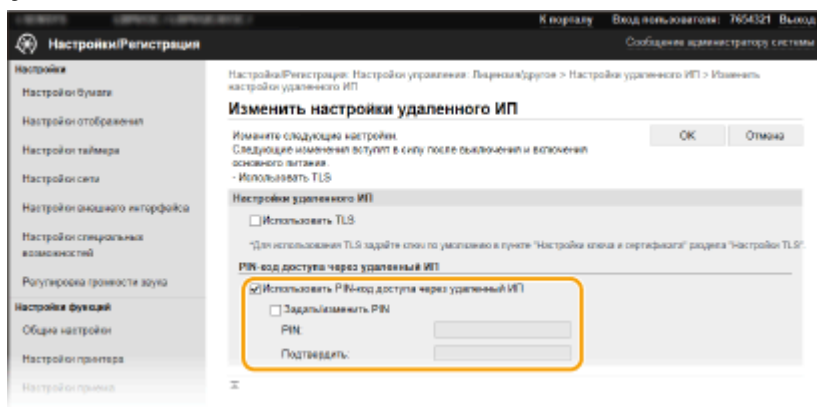 К порталу Вход пользователя: 7654321 Выход
Настройки/Регистрация
Сообщение администратору системы
Настройки
Настройки бумаги
Настройки отображения
Настройки таймера
Настройки сети
Настройки внешнего интерфейса
Настройки специальных
возможностей
Регулировка громкости звука
Настройки функций
Общие настройки
Настройки принтера
Настройки приема
Настройки/Регистрация: Настройки управления: Лицензия/другое > Настройки удаленного ИП > Изменить
настройки удаленного ИП
Изменить настройки удаленного ИП
Измените следующие настройки.
Следующие изменения вступят в силу после выключения и включения
основного питания.
- Использовать TLS
OK Отмена
Настройки удаленного ИП
Использовать TLS
*Для использования TLS задайте ключ по умолчанию в пункте "Настройки ключа и сертификата" раздела "Настройки TLS".
PIN-код доступа через удаленный ИП
Использовать PIN-код доступа через удаленный ИП
Задать/изменить PIN
PIN:
Подтвердить: